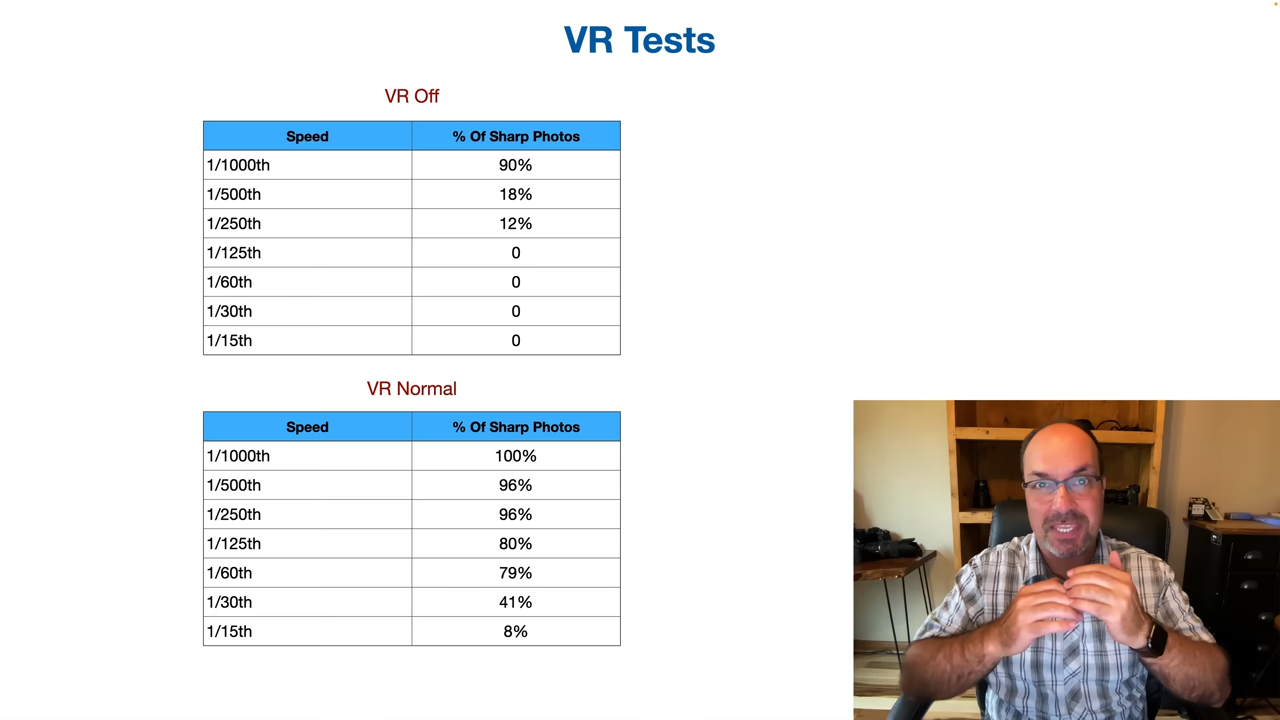 VR Tests
VR Off
Speed % Of Sharp Photos
1/1000th 90%
1/500th 18%
1/250th 12%
1/125th 0
1/60th 0
1/30th 0
1/15th 0
VR Normal
Speed % Of Sharp Photos
1/1000th 100%
1/500th 96%
1/250th 96%
1/125th 80%
1/60th 79%
1/30th 41%
1/15th 8%